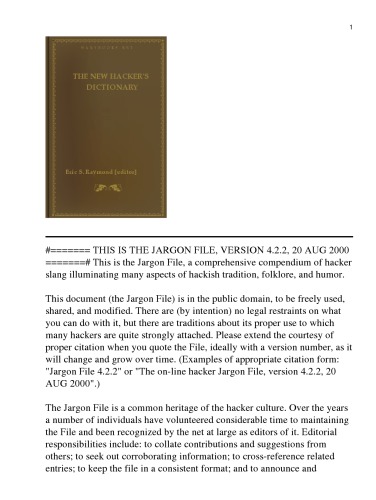 1
THE NEW HACKER'S
DICTIONARY
Eric S. Raymond [editor]
#======= THIS IS THE JARGON FILE, VERSION 4.2.2, 20 AUG 2000
=======# This is the Jargon File, a comprehensive compendium of hacker
slang illuminating many aspects of hackish tradition, folklore, and humor.
This document (the Jargon File) is in the public domain, to be freely used,
shared, and modified. There are (by intention) no legal restraints on what
you can do with it, but there are traditions about its proper use to which
many hackers are quite strongly attached. Please extend the courtesy of
proper citation when you quote the File, ideally with a version number, as it
will change and grow over time. (Examples of appropriate citation form:
"Jargon File 4.2.2" or "The on-line hacker Jargon File, version 4.2.2, 20
AUG 2000".)
The Jargon File is a common heritage of the hacker culture. Over the years
a number of individuals have volunteered considerable time to maintaining
the File and been recognized by the net at large as editors of it. Editorial
responsibilities include: to collate contributions and suggestions from
others; to seek out corroborating information; to cross-reference related
entries; to keep the file in a consistent format; and to announce and